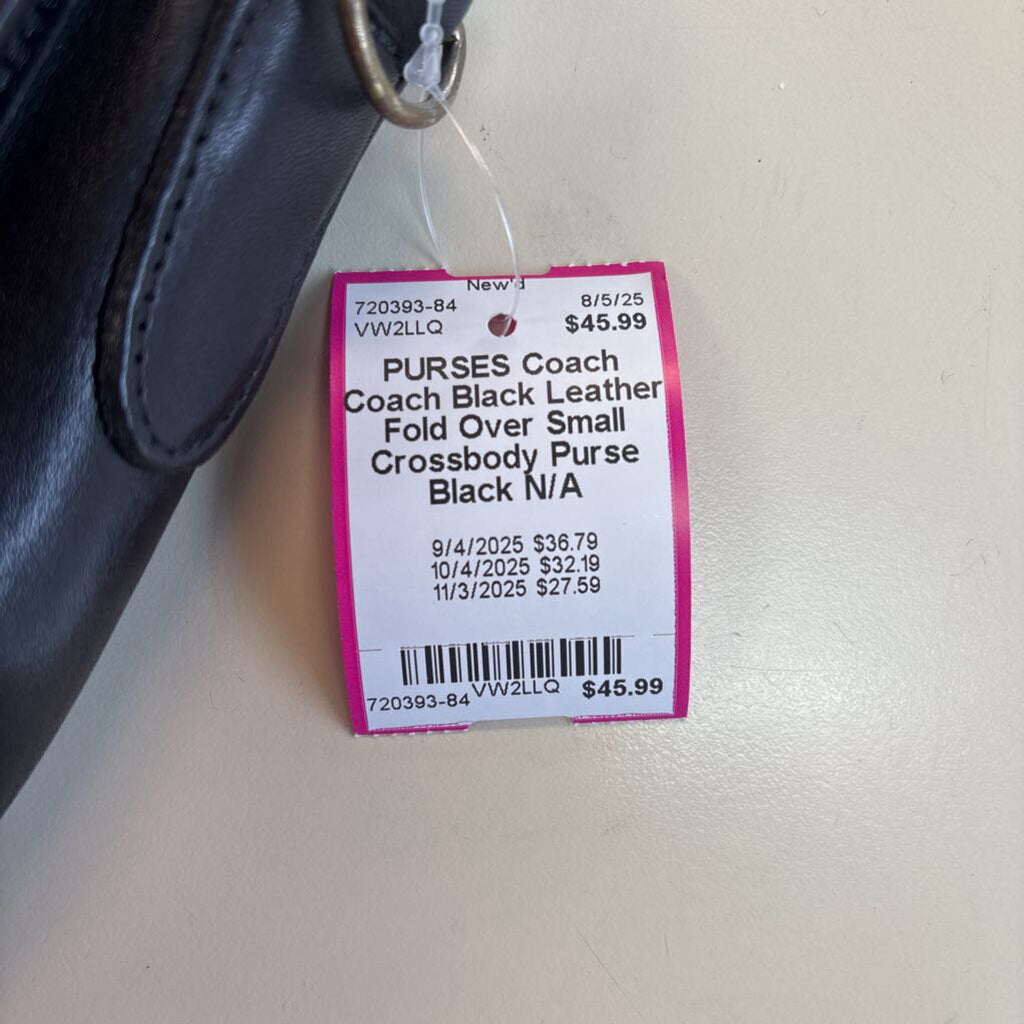 New'd
720393-84 8/5/25
VW2LLQ $45.99
PURSES Coach
Coach Black Leather
Fold Over Small
Crossbody Purse
Black N/A
9/4/2025 $36.79
10/4/2025 $32.19
11/3/2025 $27.59
720393-84 VW2LLQ $45.99